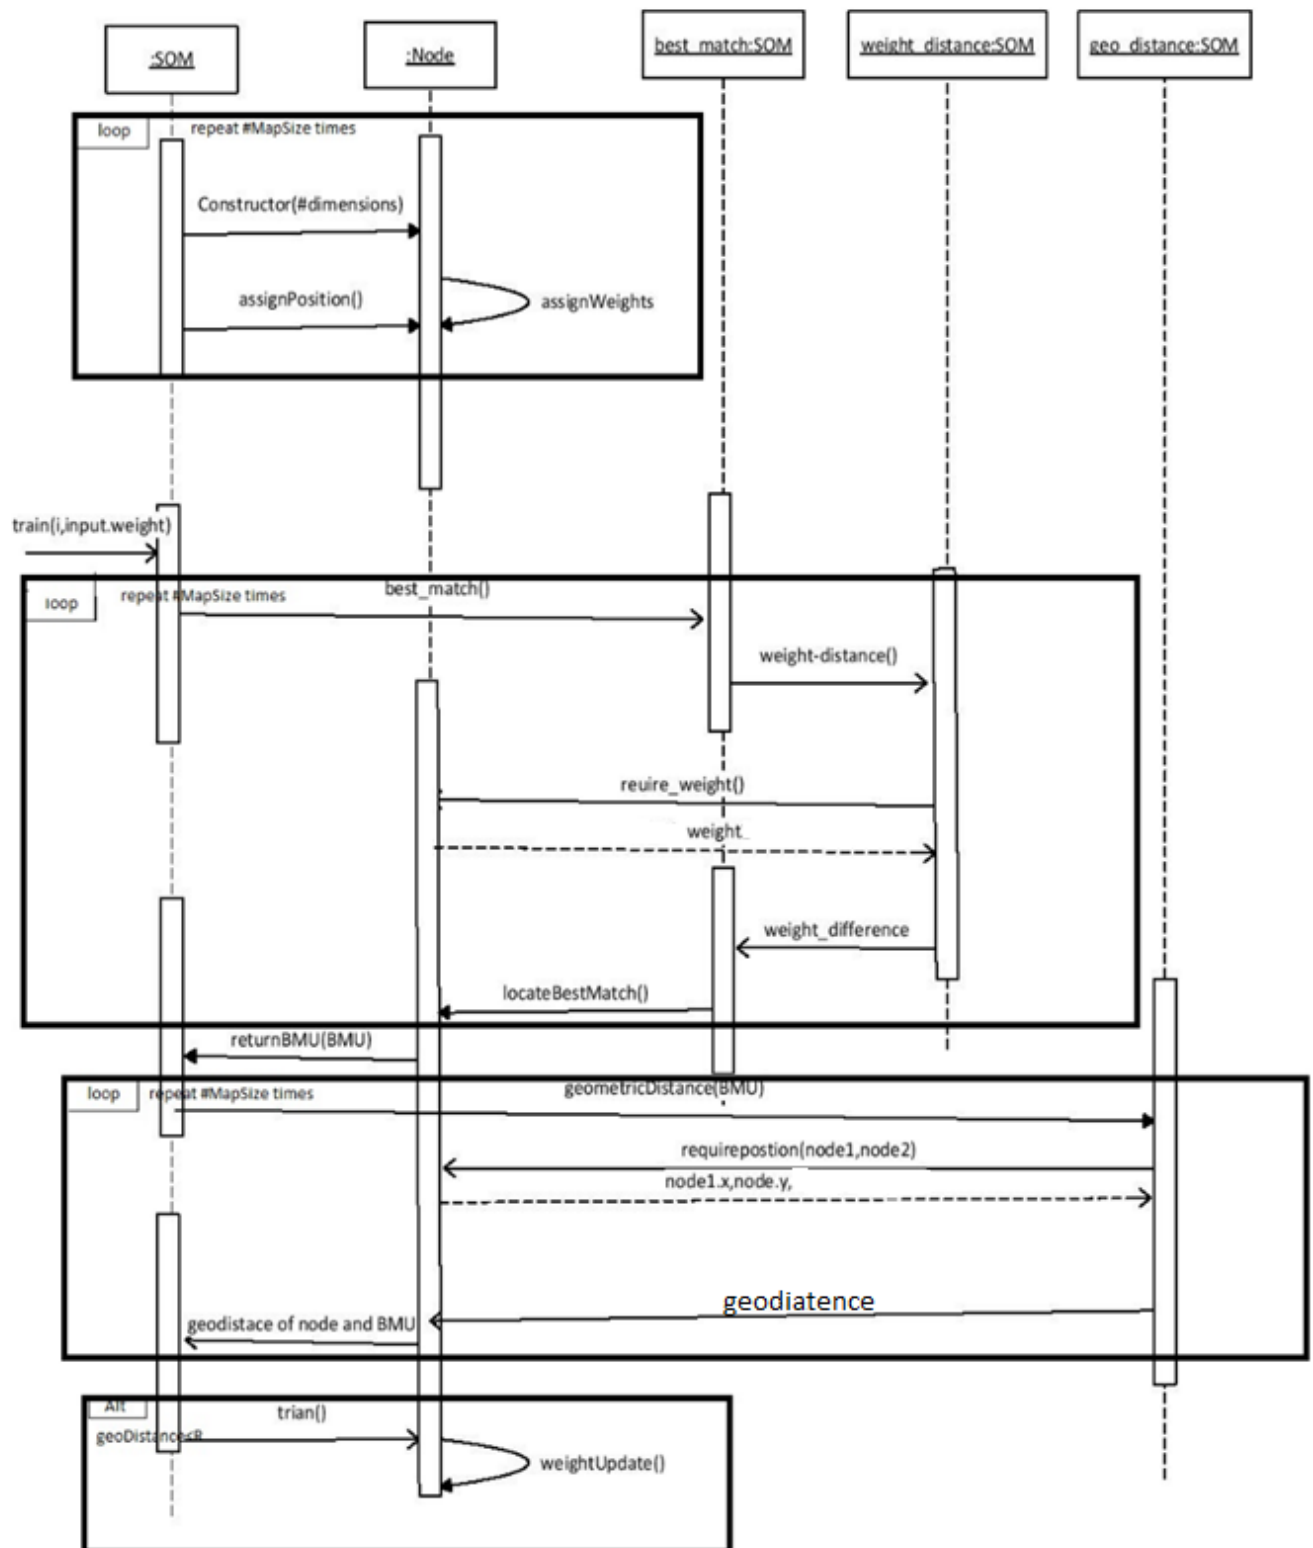 :SOM
:Node
best_match:SOM
weight_distance:SOM
geo_distance:SOM
loop
repeat #MapSize times
Constructor(#dimensions)
assignPosition()
assignWeights
train(i,input.weight)
loop
repeat #MapSize times
best_match()
weight-distance()
reuire_weight()
weight
weight_difference
locateBestMatch()
returnBMU(BMU)
loop
repeat #MapSize times
geometricDistance(BMU)
requirepostion(node1,node2)
node1.x,node.y,
geodiatence
geodistace of node and BMU
Alt
trian()
geoDistance<R
weightUpdate()